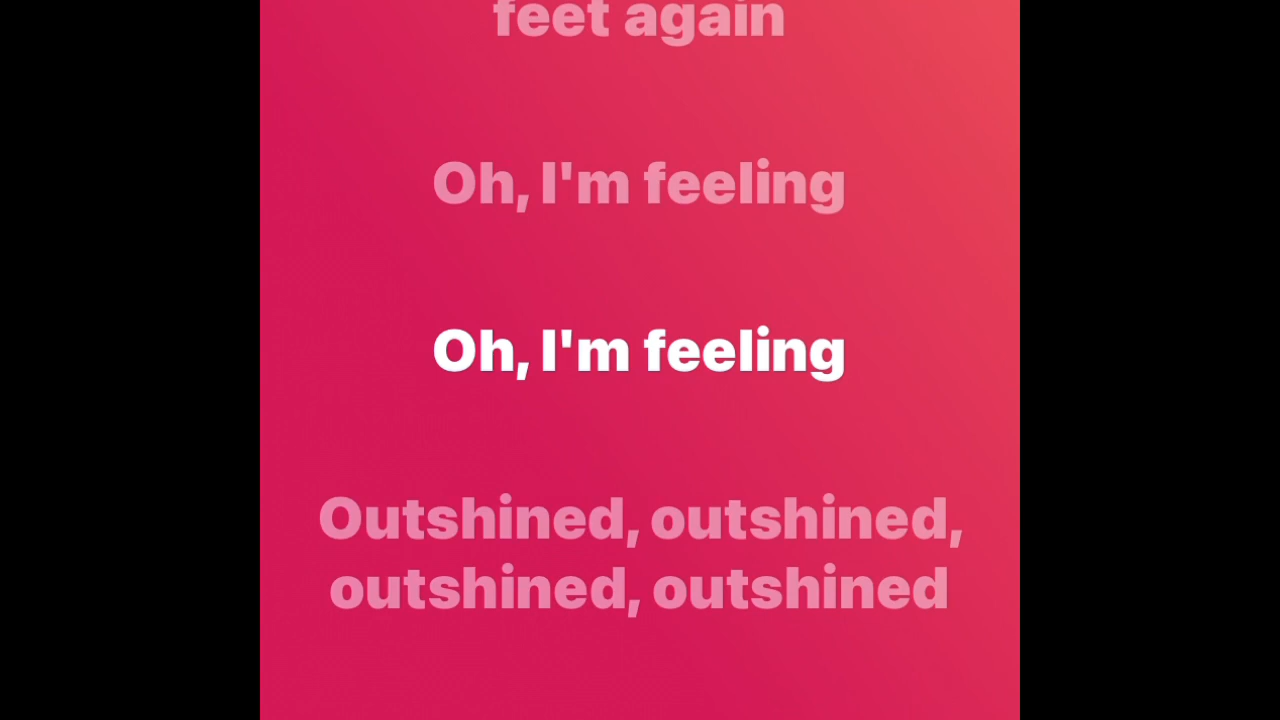 feet again
Oh, I'm feeling
Oh, I'm feeling
Outshined, outshined,
outshined, outshined